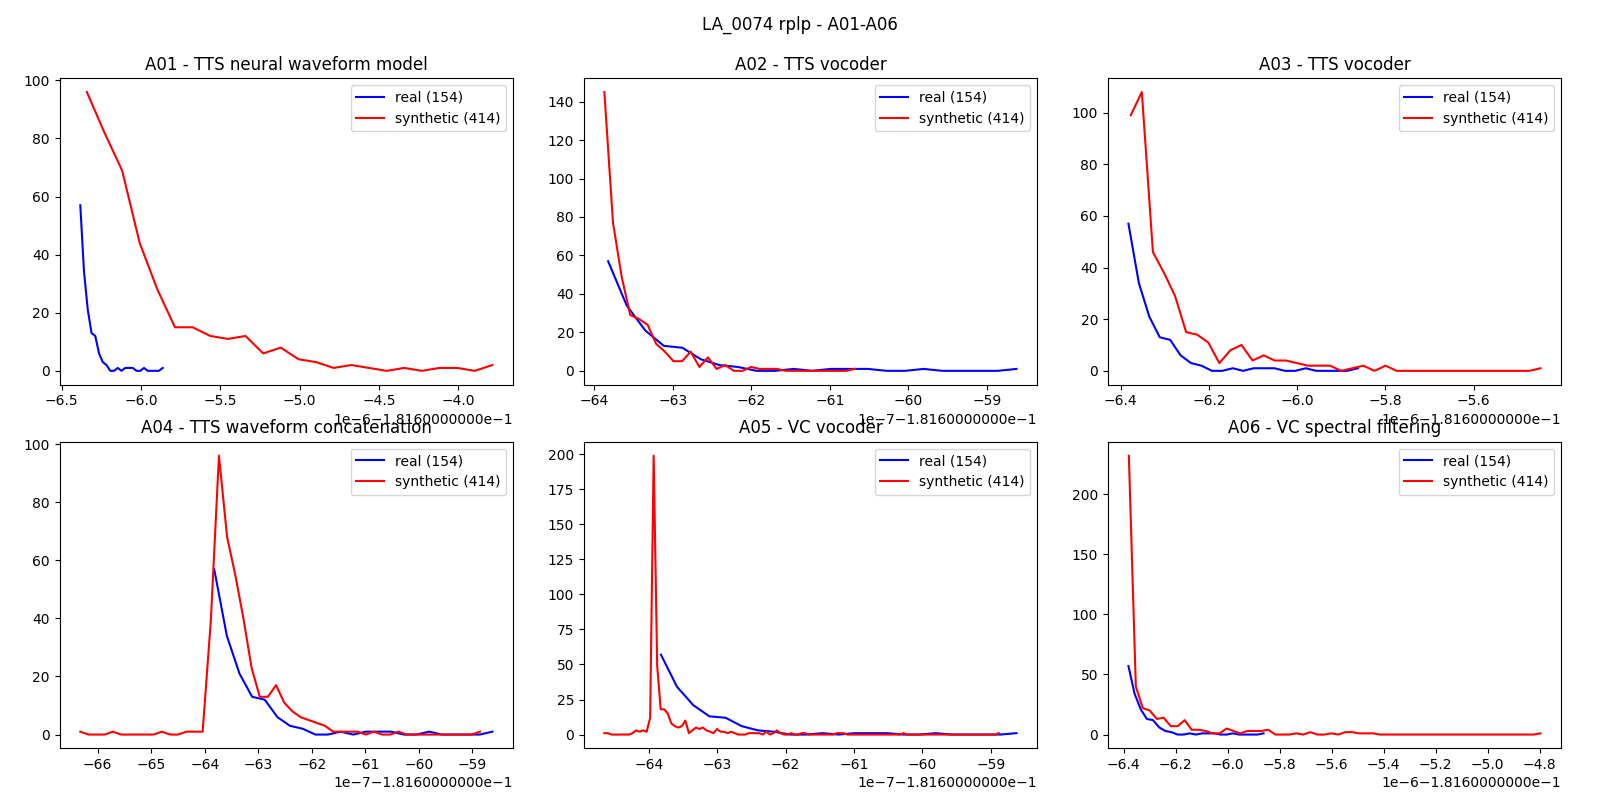 LA_0074 rplp - A01-A06
A01 - TTS neural waveform model
100
80
60
40
20
0
real (154)
synthetic (414)
−6.5 −6.0 −5.5 −5.0 −4.5 −4.0
1e−6−1.8160000000e−1
A02 - TTS vocoder
140
120
100
80
60
40
20
0
real (154)
synthetic (414)
−64 −63 −62 −61 −60 −59
1e−7−1.8160000000e−1
A03 - TTS vocoder
100
80
60
40
20
0
real (154)
synthetic (414)
−6.4 −6.2 −6.0 −5.8 −5.6
1e−6−1.8160000000e−1
A04 - TTS waveform concatenation
100
80
60
40
20
0
real (154)
synthetic (414)
−66 −65 −64 −63 −62 −61 −60 −59
1e−7−1.8160000000e−1
A05 - VC vocoder
200
175
150
125
100
75
50
25
0
real (154)
synthetic (414)
−64 −63 −62 −61 −60 −59
1e−7−1.8160000000e−1
A06 - VC spectral filtering
200
150
100
50
0
real (154)
synthetic (414)
−6.4 −6.2 −6.0 −5.8 −5.6 −5.4 −5.2 −5.0 −4.8
1e−6−1.8160000000e−1